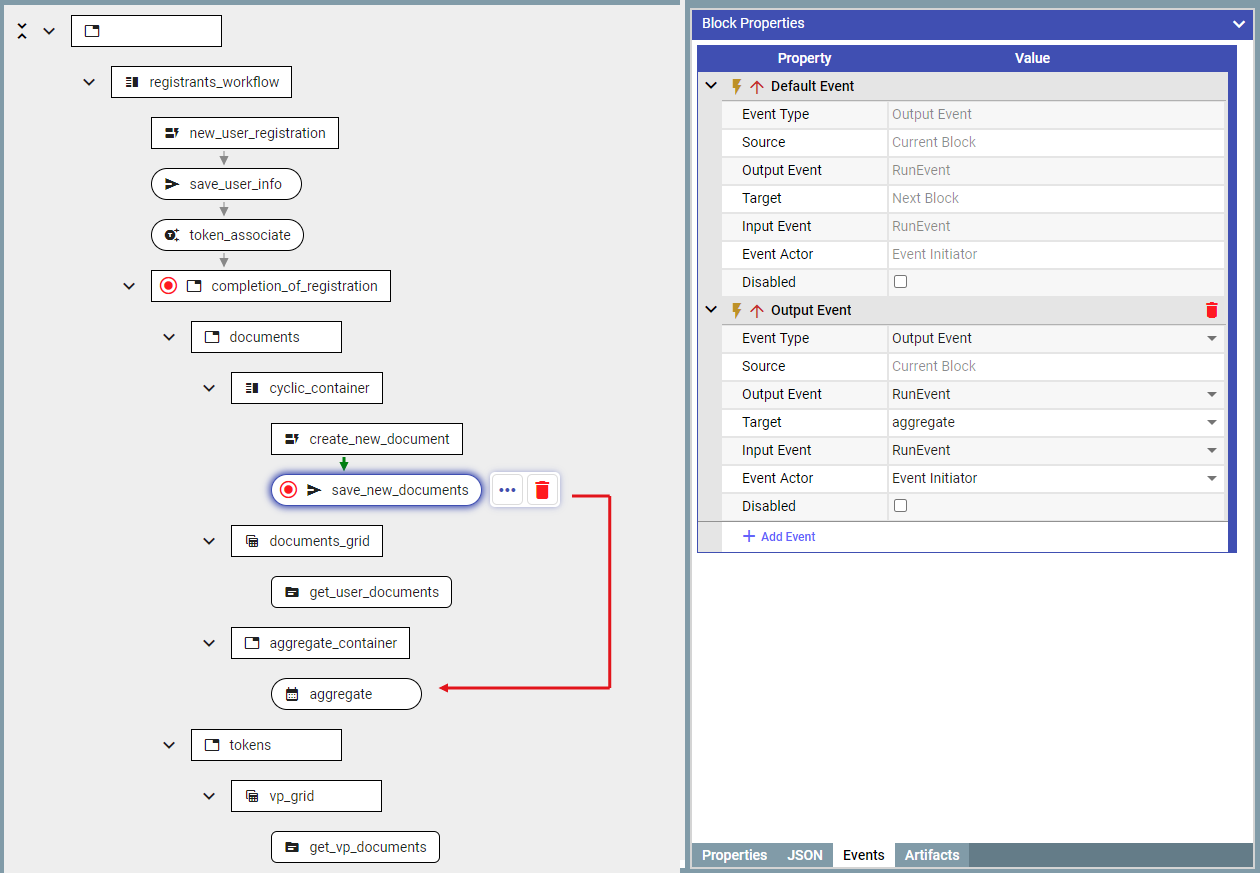 registrants_workflow
new_user_registration
save_user_info
token_associate
completion_of_registration
documents
cyclic_container
create_new_document
save_new_documents
documents_grid
get_user_documents
aggregate_container
aggregate
tokens
vp_grid
get_vp_documents
Block Properties
Property Value
Default Event
Event Type Output Event
Source Current Block
Output Event RunEvent
Target Next Block
Input Event RunEvent
Event Actor Event Initiator
Disabled
Output Event
Event Type Output Event
Source Current Block
Output Event RunEvent
Target aggregate
Input Event RunEvent
Event Actor Event Initiator
Disabled
Add Event
Properties JSON Events Artifacts